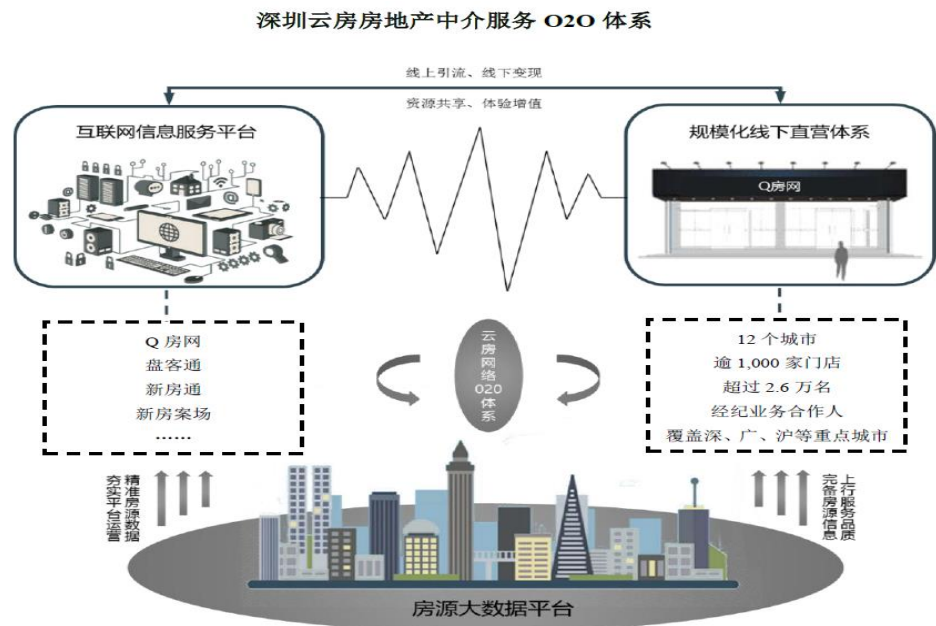 深圳云房房地产中介服务 O2O 体系
线上引流、线下变现
资源共享、体验增值
互联网信息服务平台
规模化线下直营体系
Q房网
Q 房网
盘客通
新房通
新房案场
……
云房网络O2O体系
12 个城市
逾 1,000 家门店
超过 2.6 万名
经纪业务合作人
覆盖深、广、沪等重点城市
精准房源数据
夯实平台运营
上行服务品质
完备房源信息
房源大数据平台